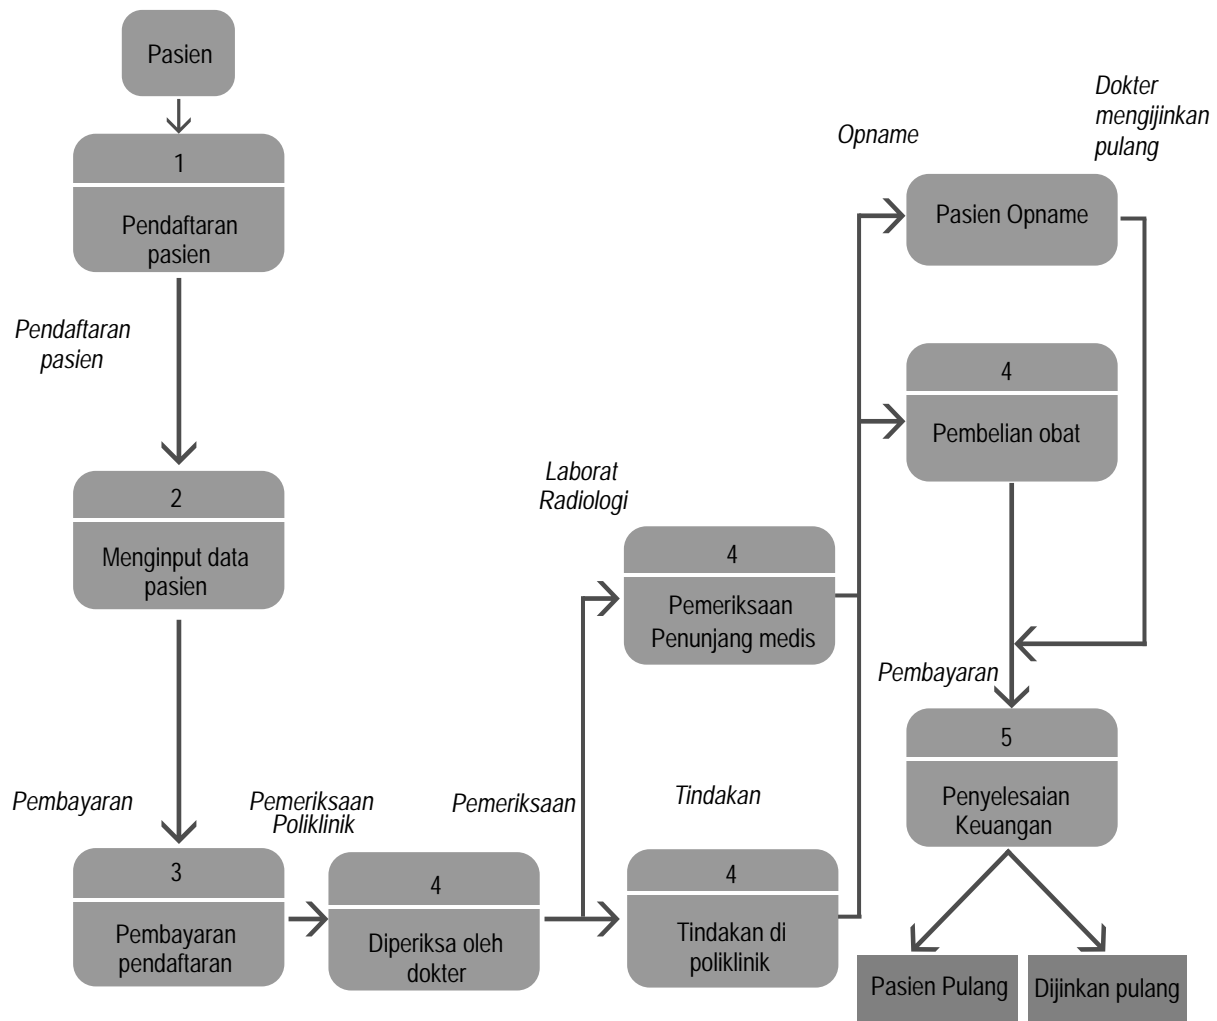 Pasien
1
Pendaftaran
pasien
Pendaftaran
pasien
2
Menginput data
pasien
Pembayaran
3
Pembayaran
pendaftaran
Pemeriksaan
Poliklinik
4
Diperiksa oleh
dokter
Pemeriksaan
Laborat
Radiologi
4
Pemeriksaan
Penunjang medis
Tindakan
4
Tindakan di
poliklinik
Opname
Pasien Opname
Dokter
mengijinkan
pulang
4
Pembelian obat
Pembayaran
5
Penyelesaian
Keuangan
Pasien Pulang
Dijinkan pulang